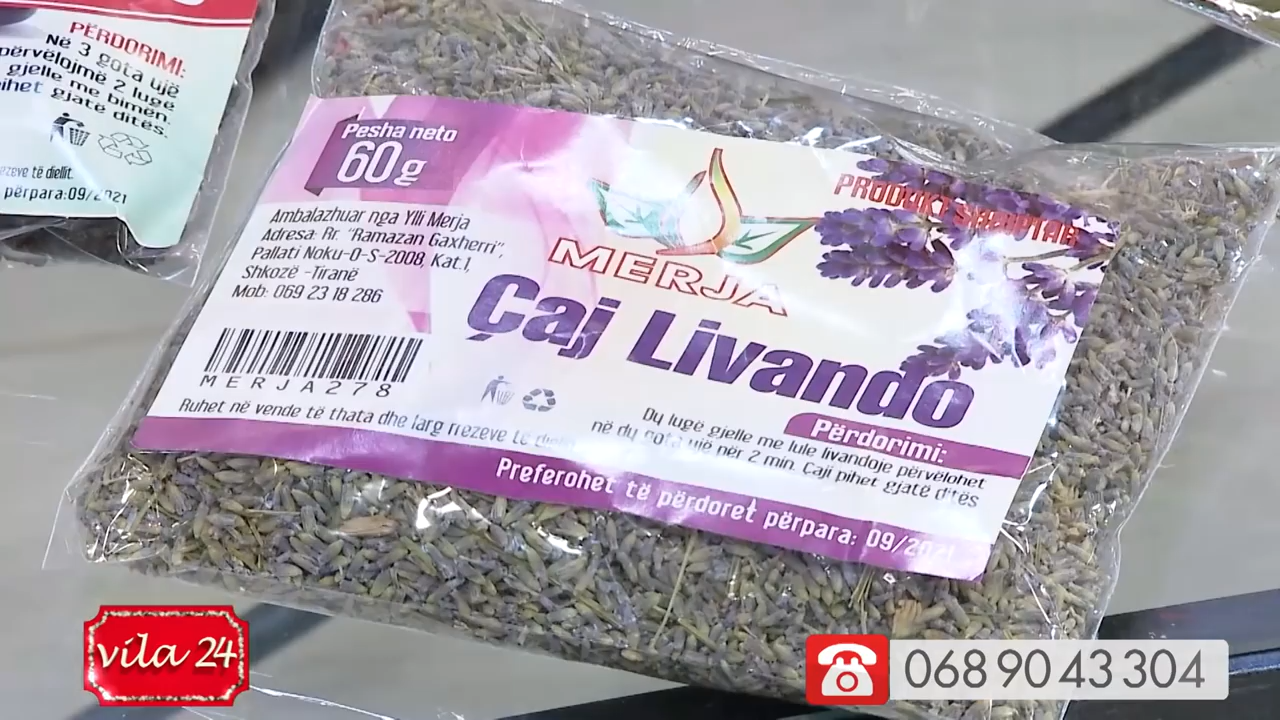 PËRDORIMI:
Në 3 gota ujë
përvëlojmë 2 lugë
gjelle me bimën.
pihet gjatë ditës.
rrezeve të diellit.
përpara:09/2021
Pesha neto
60g
Ambalazhuar nga Ylli Merja
Adresa: Rr. "Ramazan Gaxherri",
Pallati Noku-O-S-2008, Kat.1,
Shkozë -Tiranë
Mob: 069 23 18 286
MERJA278
PRODUKT SHQIPTAR
MERJA
Çaj Livando
Ruhet në vende të thata dhe larg rrezeve të diellit
Përdorimi:
Dy lugë gjelle me lule livandoje përvëlohet
në dy gota ujë për 2 min. Çaji pihet gjatë ditës
Preferohet të përdoret përpara: 09/2021
vila 24
068 90 43 304